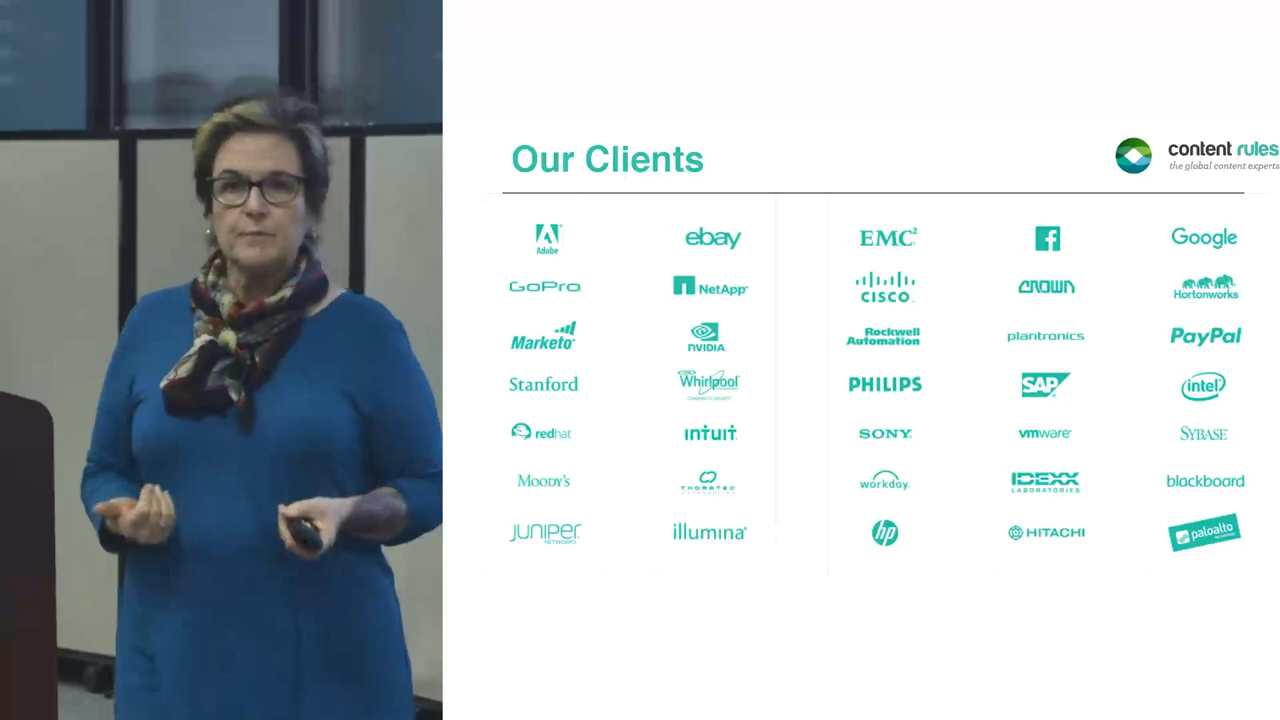 Our Clients
content rules
the global content experts
Adobe
ebay
EMC²
f
Google
GoPro
NetApp
CISCO
CROWN
Hortonworks
Marketo
NVIDIA
Rockwell
Automation
plantronics
PayPal
Stanford
Whirlpool
PHILIPS
SAP
intel
redhat
intuit
SONY
vmware
SYBASE
MOODY'S
THORATEC
workday
IDEXX
LABORATORIES
blackboard
JUNIPER
NETWORKS
illumina
hp
HITACHI
paloalto